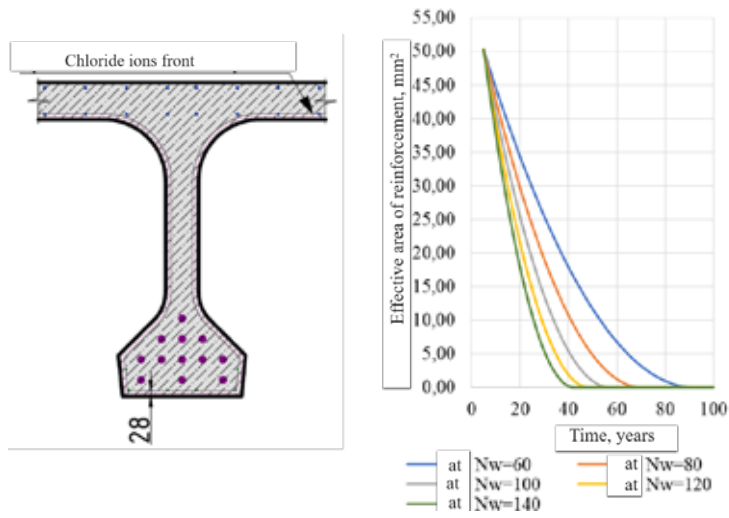 Chloride ions front
28
Effective area of reinforcement, mm²
55,00
50,00
45,00
40,00
35,00
30,00
25,00
20,00
15,00
10,00
5,00
0,00
0 20 40 60 80 100
Time, years
at Nw=60 at Nw=80
at Nw=100 at Nw=120
at Nw=140